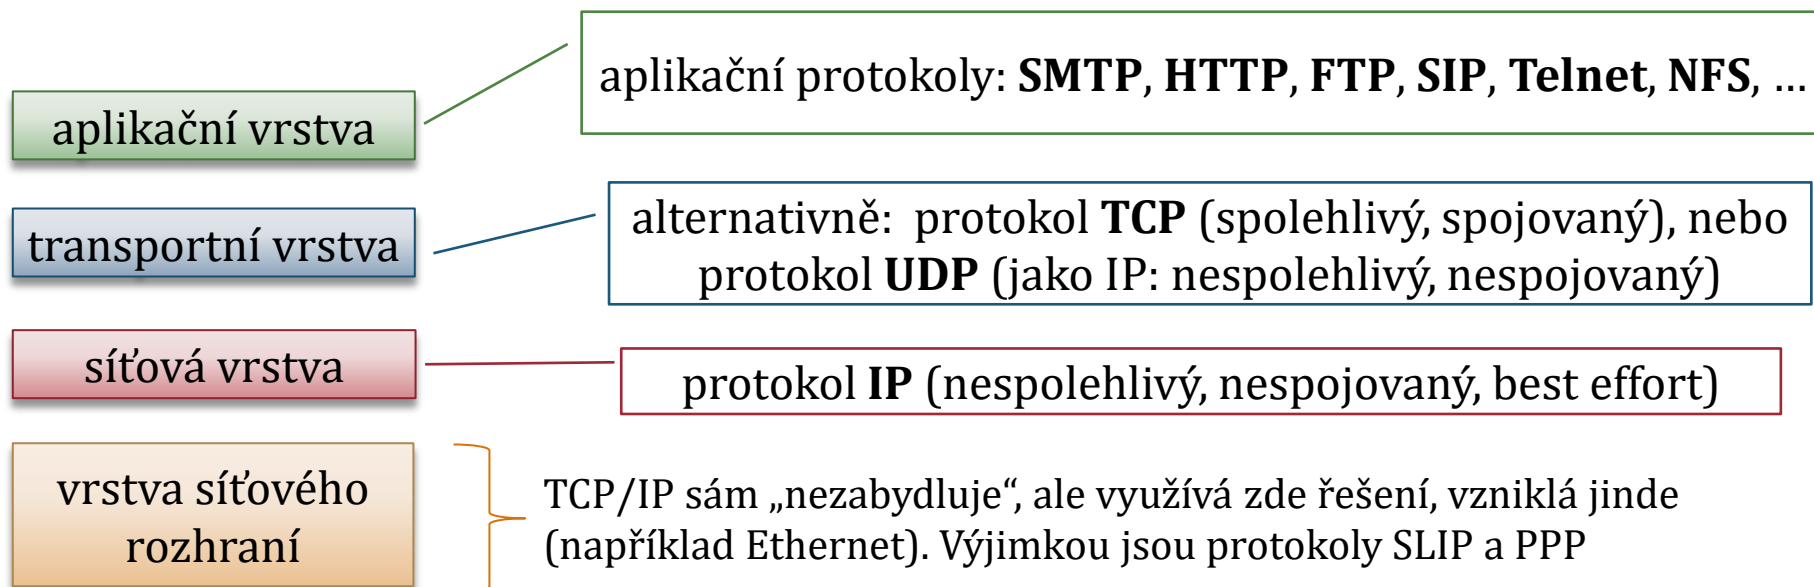 aplikační protokoly: SMTP, HTTP, FTP, SIP, Telnet, NFS, ...
aplikační vrstva
alternativně: protokol TCP (spolehlivý, spojovaný), nebo
protokol UDP (jako IP: nespolehlivý, nespojovaný)
transportní vrstva
síťová vrstva
protokol IP (nespolehlivý, nespojovaný, best effort)
vrstva síťového
rozhraní
TCP/IP sám „nezabydluje“, ale využívá zde řešení, vzniklá jinde
(například Ethernet). Výjimkou jsou protokoly SLIP a PPP